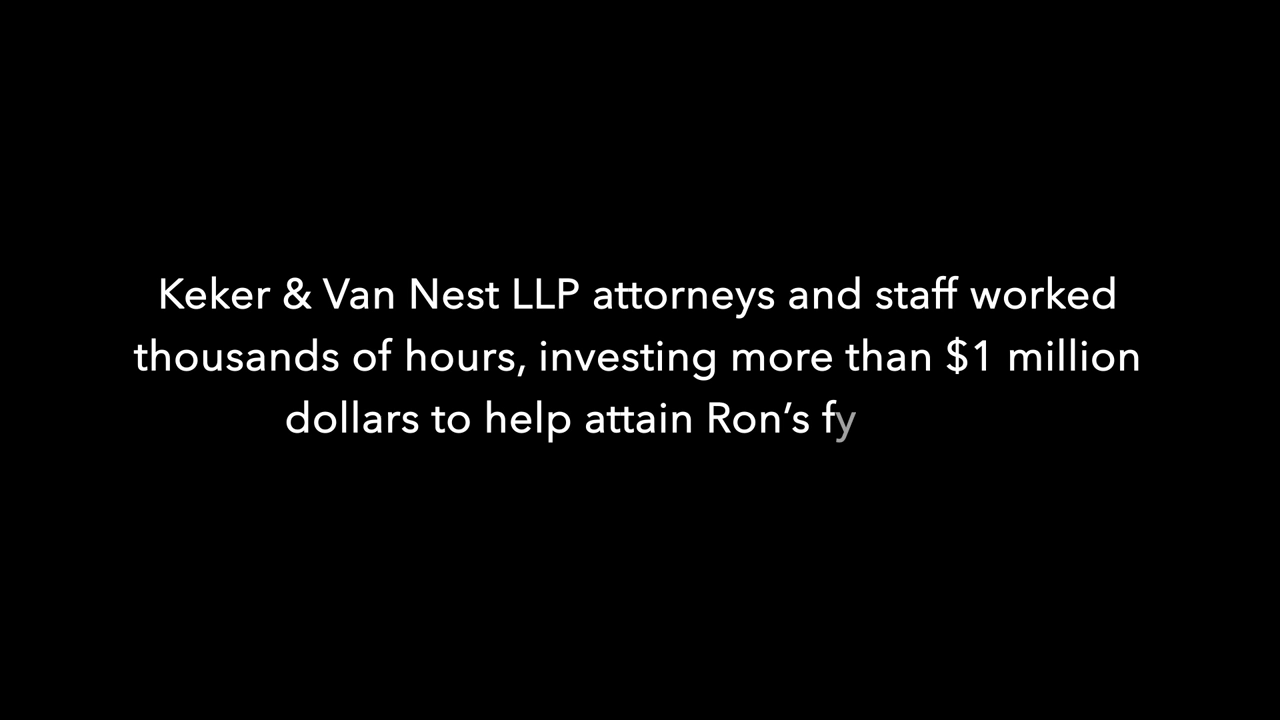 Keker & Van Nest LLP attorneys and staff worked
thousands of hours, investing more than $1 million
dollars to help attain Ron’s fy